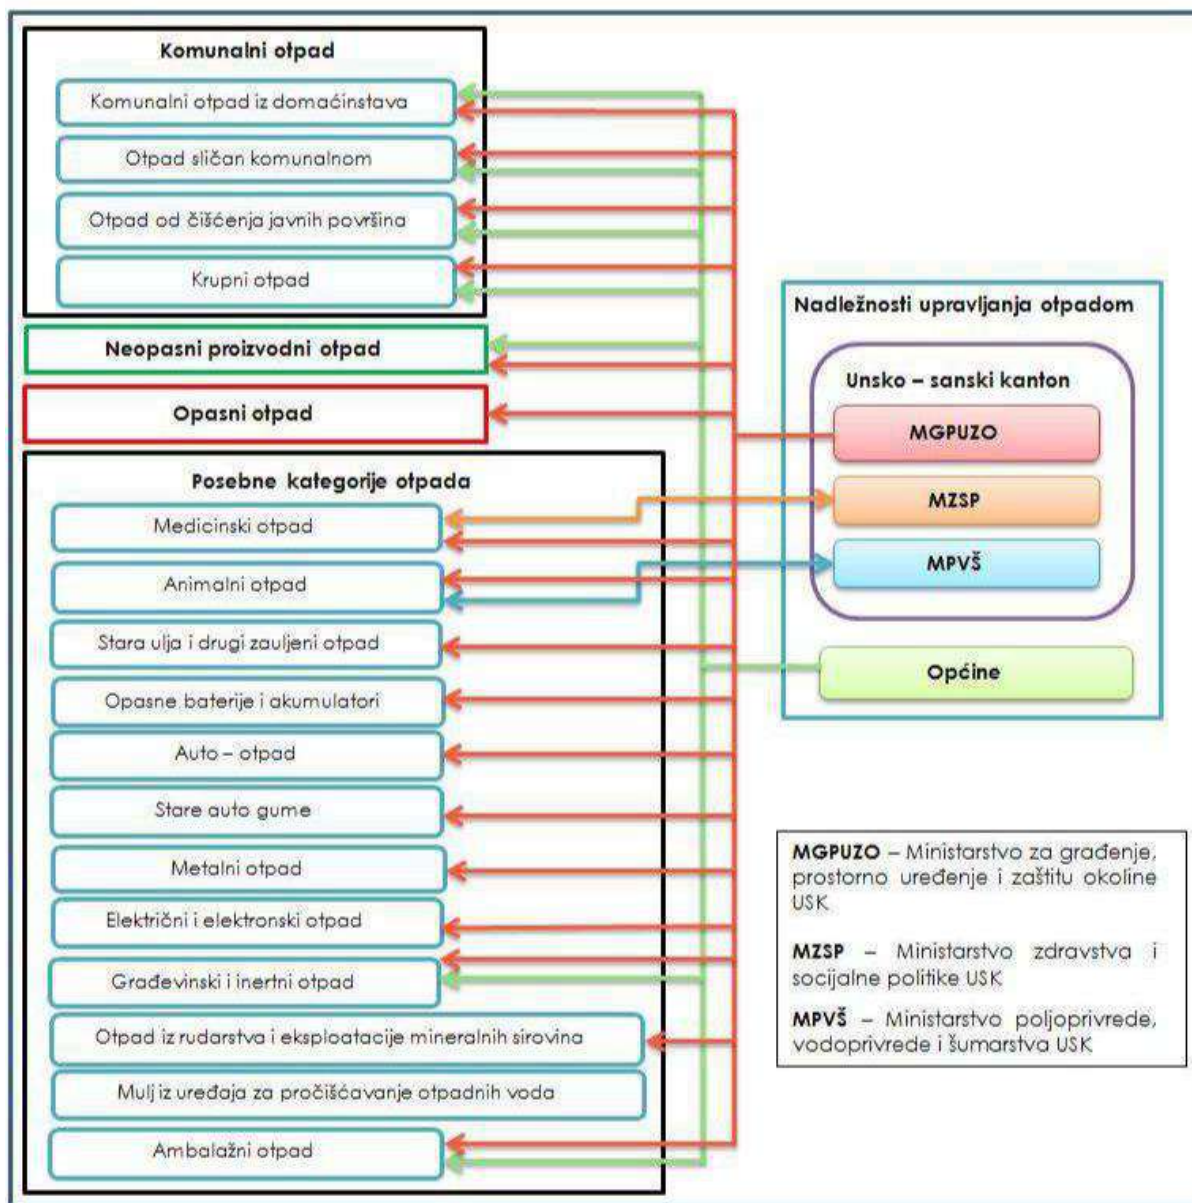 Komunalni otpad
Komunalni otpad iz domaćinstava
Otpad sličan komunalnom
Otpad od čišćenja javnih površina
Krupni otpad
Neopasni proizvodni otpad
Opasni otpad
Posebne kategorije otpada
Medicinski otpad
Animalni otpad
Stara ulja i drugi zauljeni otpad
Opasne baterije i akumulatori
Auto – otpad
Stare auto gume
Metalni otpad
Električni i elektronski otpad
Građevinski i inertni otpad
Otpad iz rudarstva i eksploatacije mineralnih sirovina
Mulj iz uređaja za pročišćavanje otpadnih voda
Ambalažni otpad
Nadležnosti upravljanja otpadom
Unsko – sanski kanton
MGPUZO
MZSP
MPVŠ
Općine
MGPUZO – Ministarstvo za građenje,
prostorno uređenje i zaštitu okoline
USK
MZSP – Ministarstvo zdravstva i
socijalne politike USK
MPVŠ – Ministarstvo poljoprivrede,
vodoprivrede i šumarstva USK